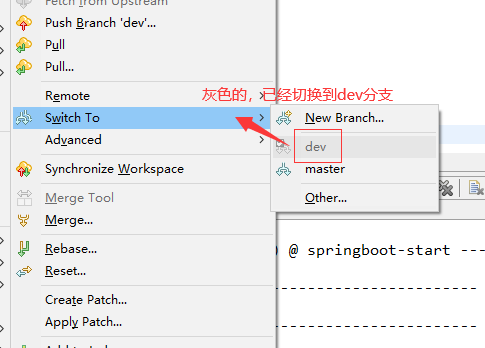 Fetch from Upstream
Push Branch 'dev'...
Pull
Pull...
Remote
灰色的，已经切换到dev分支
Switch To
New Branch...
Advanced
dev
Synchronize Workspace
master
Merge Tool
Other...
Merge...
Rebase...
) @ springboot-start ---
Reset...
-----------------------
Create Patch...
Apply Patch...
-----------------------